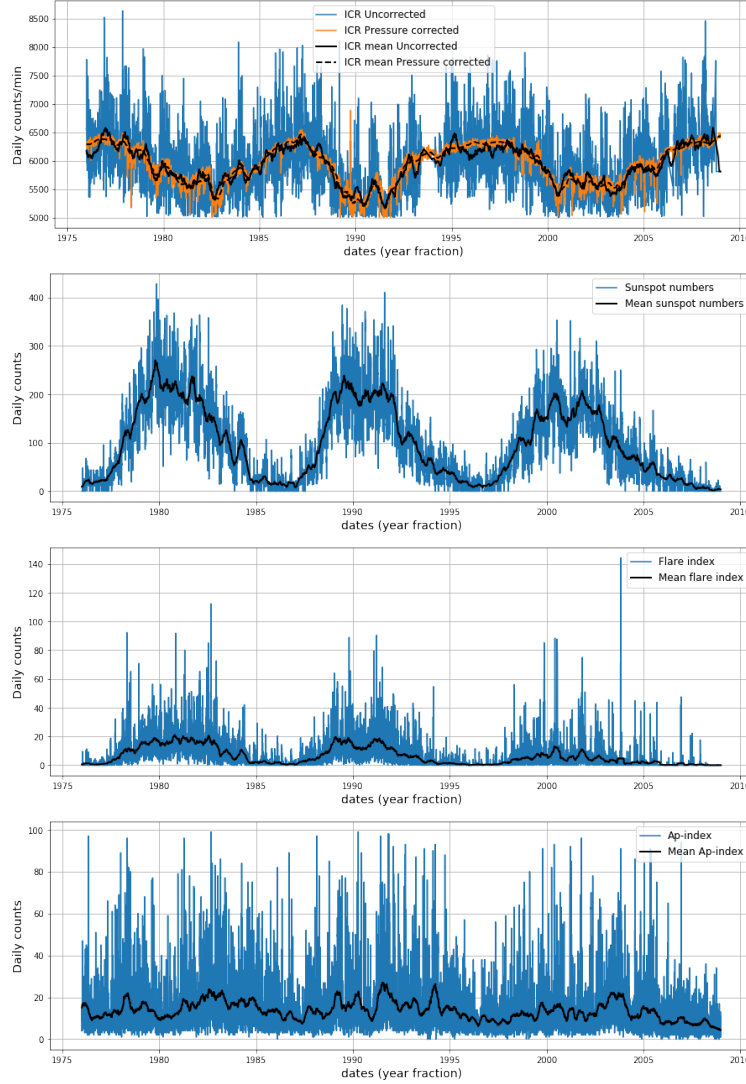 ICR Uncorrected
ICR Pressure corrected
ICR mean Uncorrected
ICR mean Pressure corrected
Daily counts/min
8500
8000
7500
7000
6500
6000
5500
5000
1975 1980 1985 1990 1995 2000 2005 2010
dates (year fraction)
Sunspot numbers
Mean sunspot numbers
Daily counts
400
300
200
100
0
1975 1980 1985 1990 1995 2000 2005 2010
dates (year fraction)
Flare index
Mean flare index
Daily counts
140
120
100
80
60
40
20
0
1975 1980 1985 1990 1995 2000 2005 2010
dates (year fraction)
Ap-index
Mean Ap-index
Daily counts
100
80
60
40
20
0
1975 1980 1985 1990 1995 2000 2005 2010
dates (year fraction)